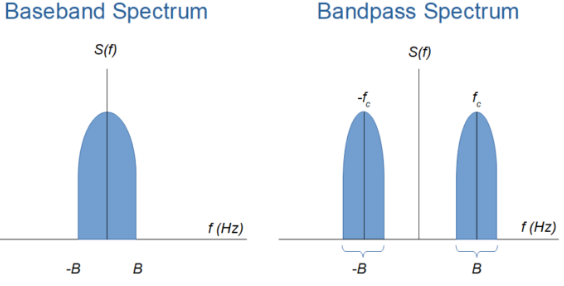 Baseband Spectrum
S(f)
f (Hz)
-B
B
Bandpass Spectrum
S(f)
-fc
fc
f (Hz)
-B
B